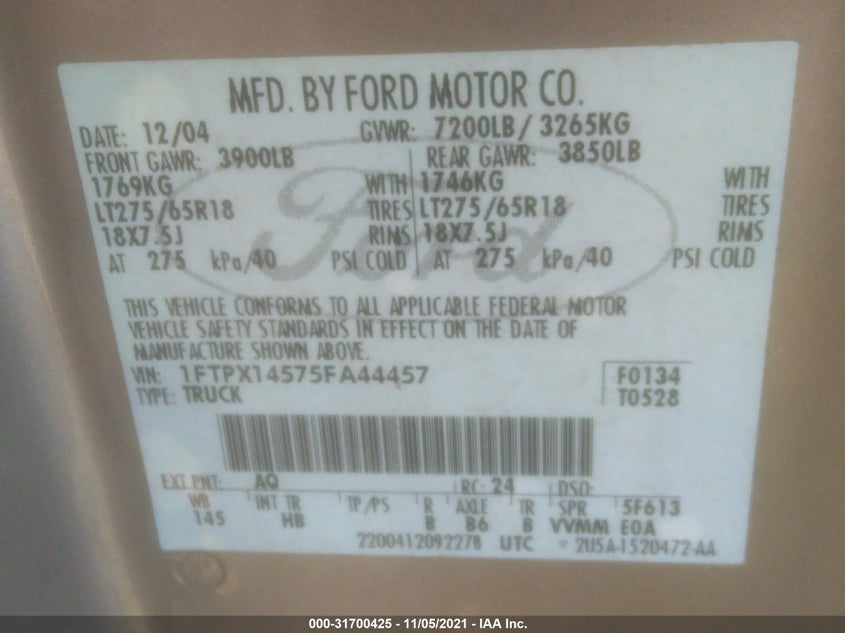 MFD. BY FORD MOTOR CO.
DATE: 12/04 GVWR: 7200LB / 3265KG
FRONT GAWR: 3900LB REAR GAWR: 3850LB
1769KG WITH 1746KG WITH
LT275/65R18 TIRES LT275/65R18 TIRES
18X7.5J RIMS 18X7.5J RIMS
AT 275 kPa/40 PSI COLD AT 275 kPa/40 PSI COLD
Ford
THIS VEHICLE CONFORMS TO ALL APPLICABLE FEDERAL MOTOR
VEHICLE SAFETY STANDARDS IN EFFECT ON THE DATE OF
MANUFACTURE SHOWN ABOVE.
VIN: 1FTPX14575FA44457 F0134
TYPE: TRUCK T0528
EXT PNT: AQ RC: 24 DSO:
WB INT TR TP/PS R AXLE TR SPR 5F613
145 HB B B6 B VVMM EOA
2200412092278 UTC 2U5A-1520472-AA
000-31700425 - 11/05/2021 - IAA Inc.